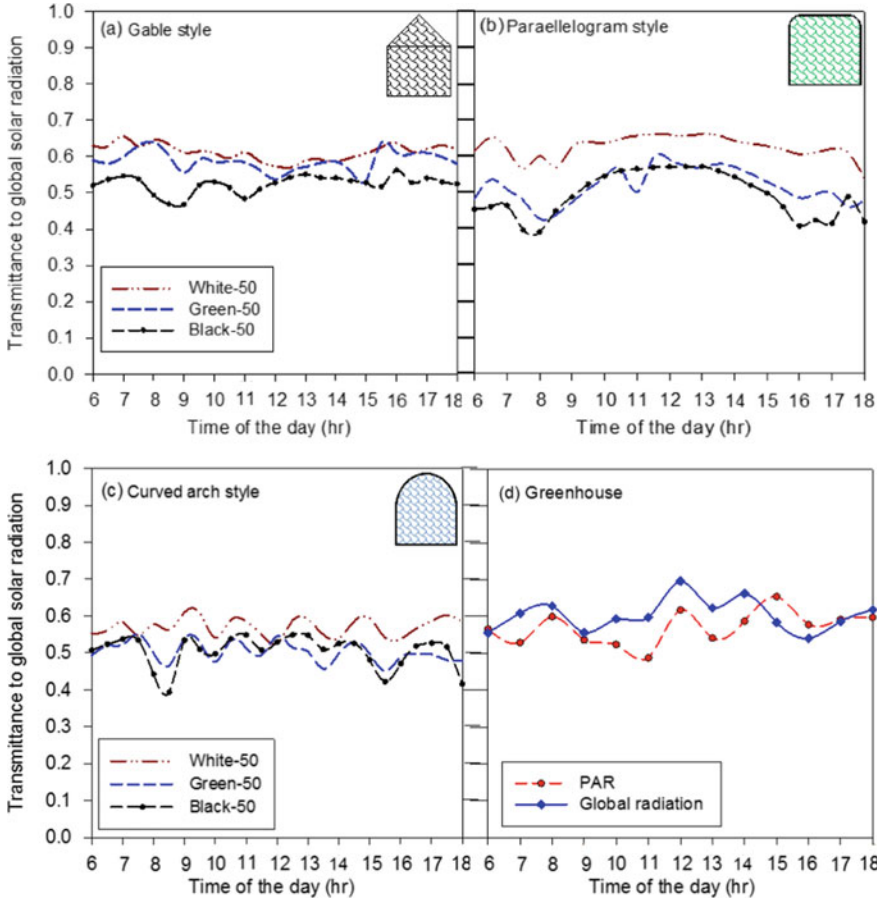 Transmittance to global solar radiation
1.0
0.9
0.8
0.7
0.6
0.5
0.4
0.3
0.2
0.1
0.0
(a) Gable style
White-50
Green-50
Black-50
6 7 8 9 10 11 12 13 14 15 16 17 18
Time of the day (hr)
(b) Paraellelogram style
6 7 8 9 10 11 12 13 14 15 16 17 18
Time of the day (hr)
Transmittance to global solar radiation
1.0
0.9
0.8
0.7
0.6
0.5
0.4
0.3
0.2
0.1
0.0
(c) Curved arch style
White-50
Green-50
Black-50
6 7 8 9 10 11 12 13 14 15 16 17 18
Time of the day (hr)
(d) Greenhouse
PAR
Global radiation
6 7 8 9 10 11 12 13 14 15 16 17 18
Time of the day (hr)